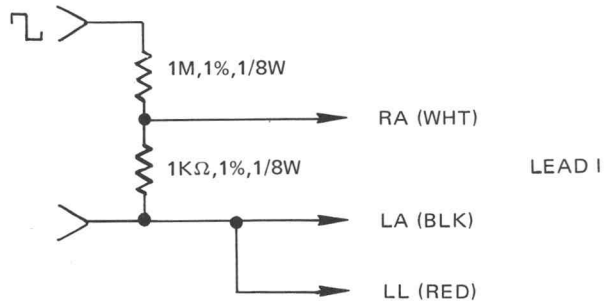 1M,1%,1/8W
RA (WHT)
1KΩ,1%,1/8W
LEAD I
LA (BLK)
LL (RED)